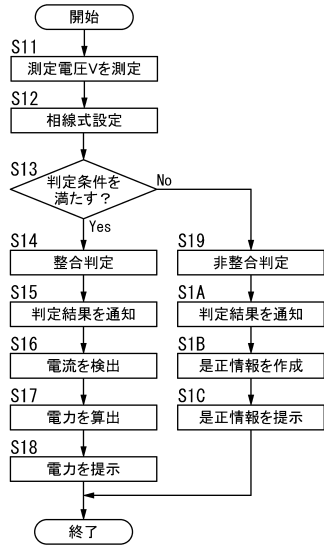 開始
S11
測定電圧Vを測定
S12
相線式設定
S13
判定条件を
満たす？
No
Yes
S14
整合判定
S15
判定結果を通知
S16
電流を検出
S17
電力を算出
S18
電力を提示
S19
非整合判定
S1A
判定結果を通知
S1B
是正情報を作成
S1C
是正情報を提示
終了